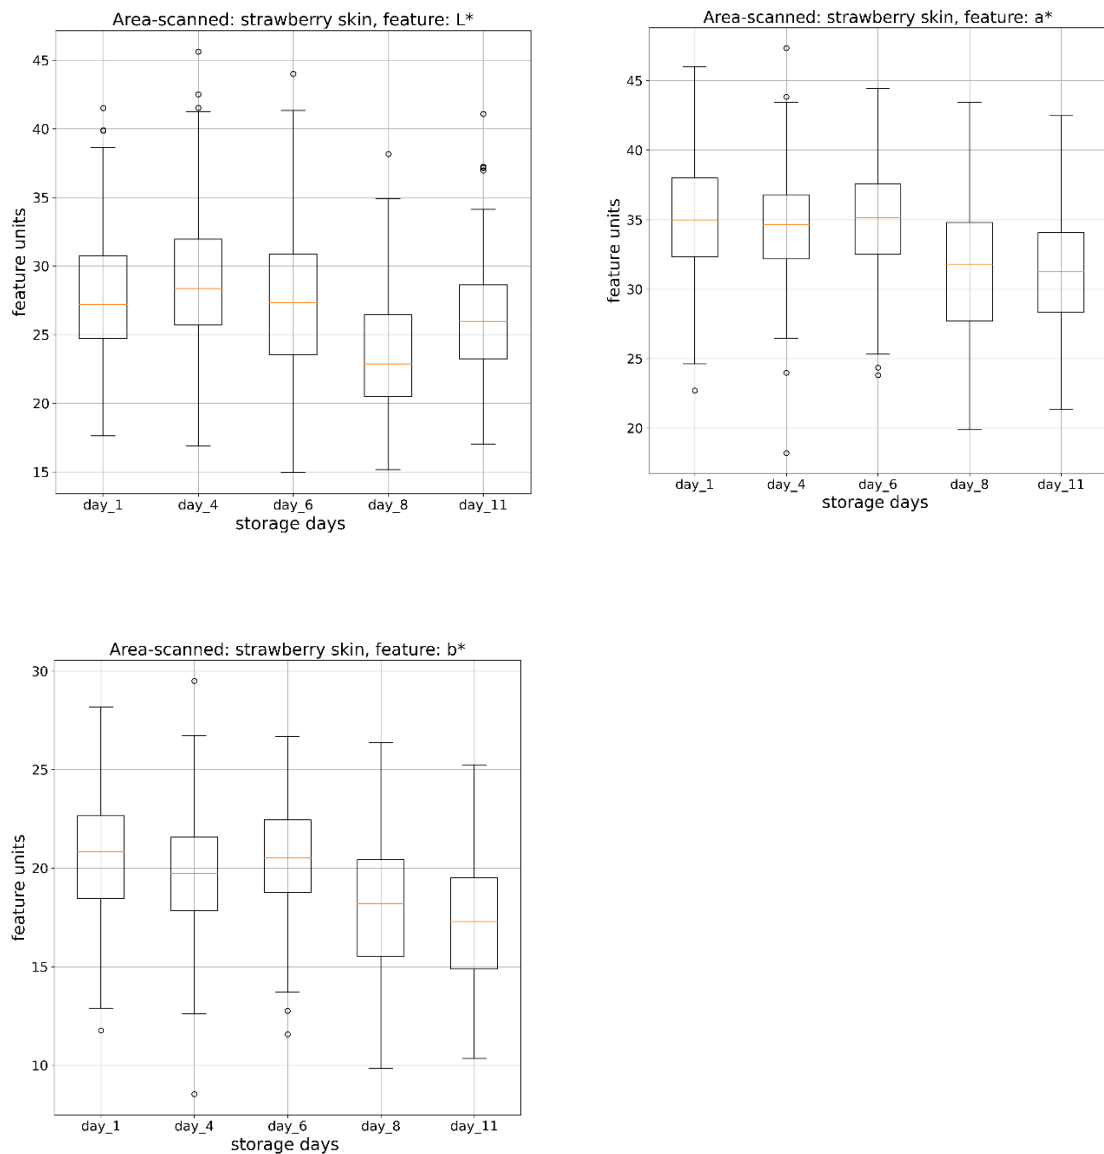 Area-scanned: strawberry skin, feature: L*
45
40
35
30
25
20
15
feature units
day_1 day_4 day_6 day_8 day_11
storage days
Area-scanned: strawberry skin, feature: a*
45
40
35
30
25
20
feature units
day_1 day_4 day_6 day_8 day_11
storage days
Area-scanned: strawberry skin, feature: b*
30
25
20
15
10
feature units
day_1 day_4 day_6 day_8 day_11
storage days